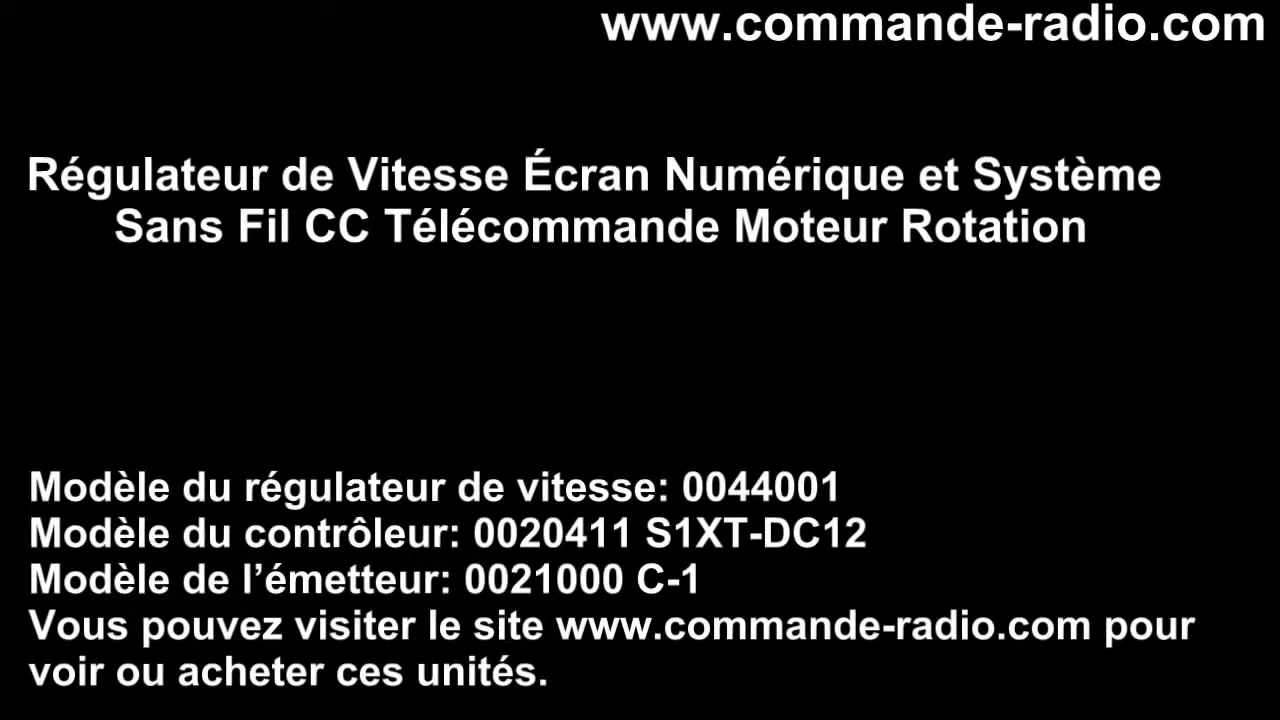 www.commande-radio.com
Régulateur de Vitesse Écran Numérique et Système
Sans Fil CC Télécommande Moteur Rotation
Modèle du régulateur de vitesse: 0044001
Modèle du contrôleur: 0020411 S1XT-DC12
Modèle de l’émetteur: 0021000 C-1
Vous pouvez visiter le site www.commande-radio.com pour
voir ou acheter ces unités.